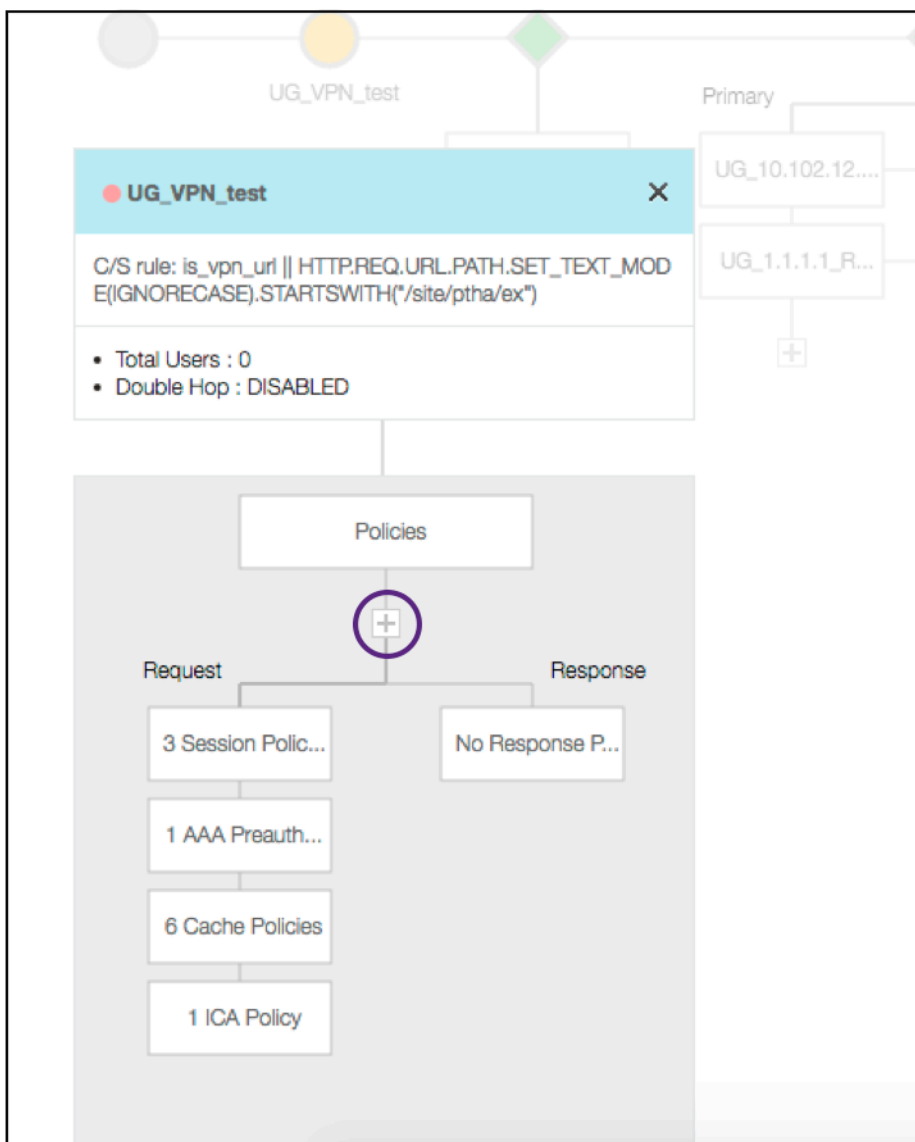 UG_VPN_test
Primary
UG_10.102.12....
UG_1.1.1.1_R...
UG_VPN_test
C/S rule: is_vpn_url || HTTP.REQ.URL.PATH.SET_TEXT_MOD
E(IGNORECASE).STARTSWITH("/site/ptha/ex")
• Total Users : 0
• Double Hop : DISABLED
Policies
Request
Response
3 Session Polic...
No Response P...
1 AAA Preauth...
6 Cache Policies
1 ICA Policy